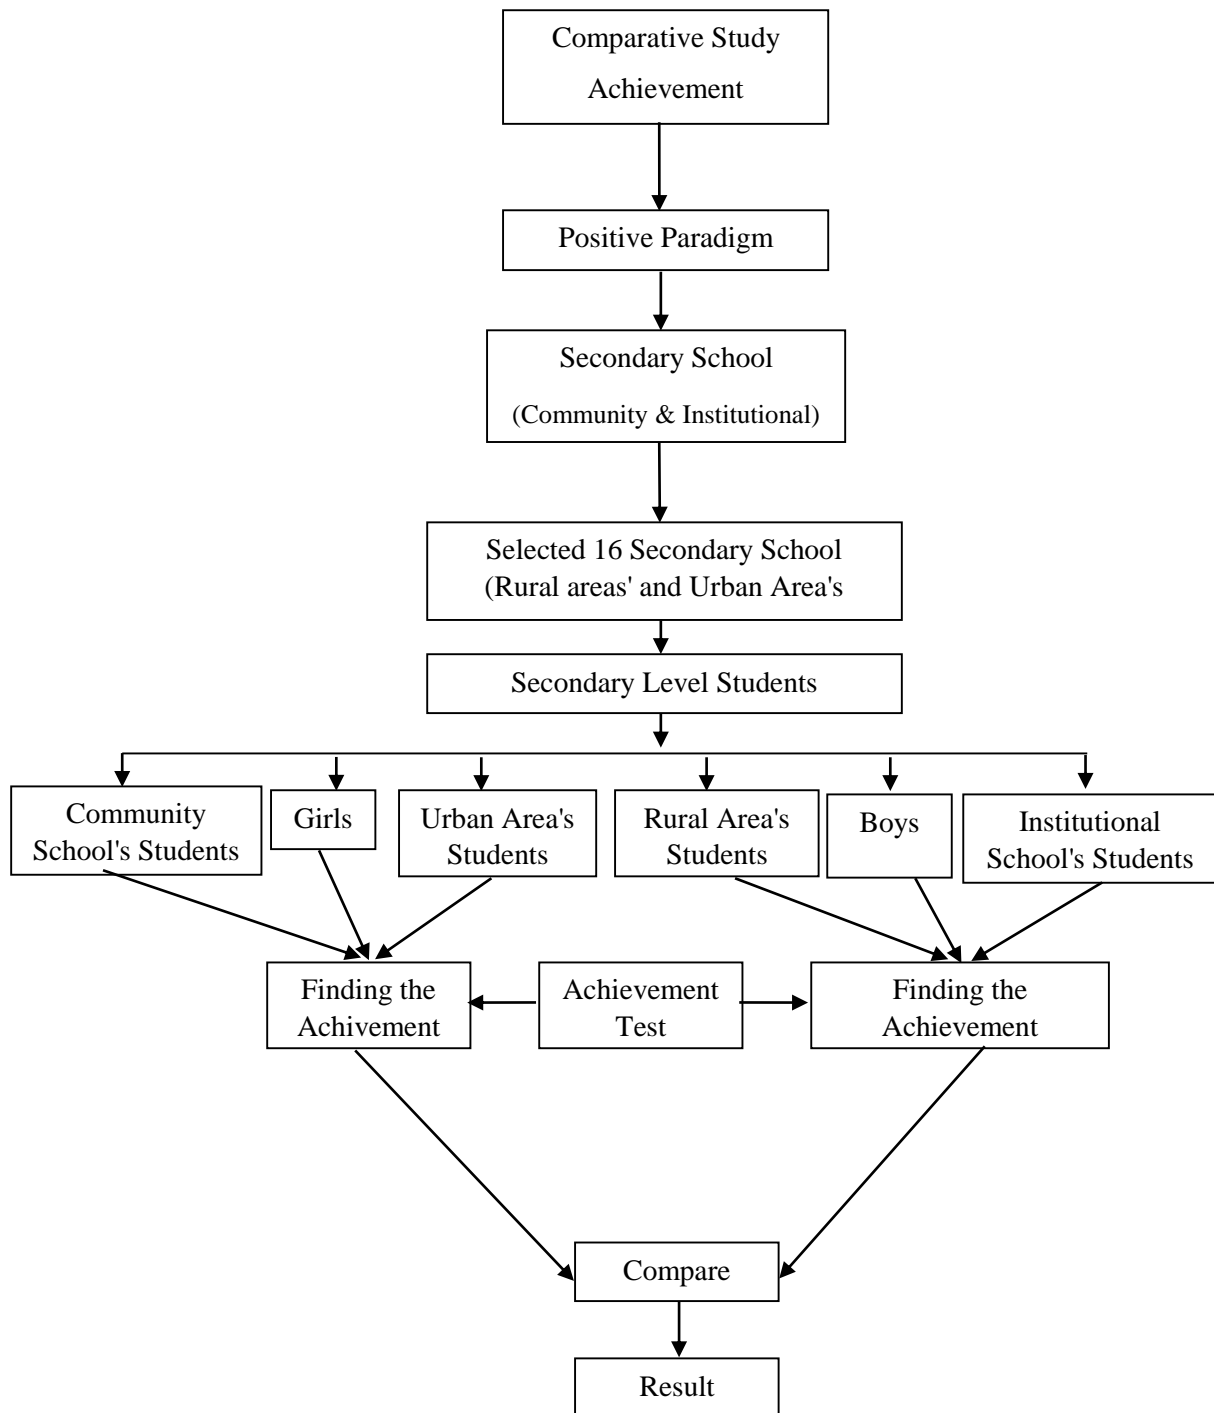 Comparative Study
Achievement
Positive Paradigm
Secondary School
(Community & Institutional)
Selected 16 Secondary School
(Rural areas' and Urban Area's
Secondary Level Students
Community
School's Students
Girls
Urban Area's
Students
Rural Area's
Students
Boys
Institutional
School's Students
Finding the
Achivement
Achievement
Test
Finding the
Achievement
Compare
Result